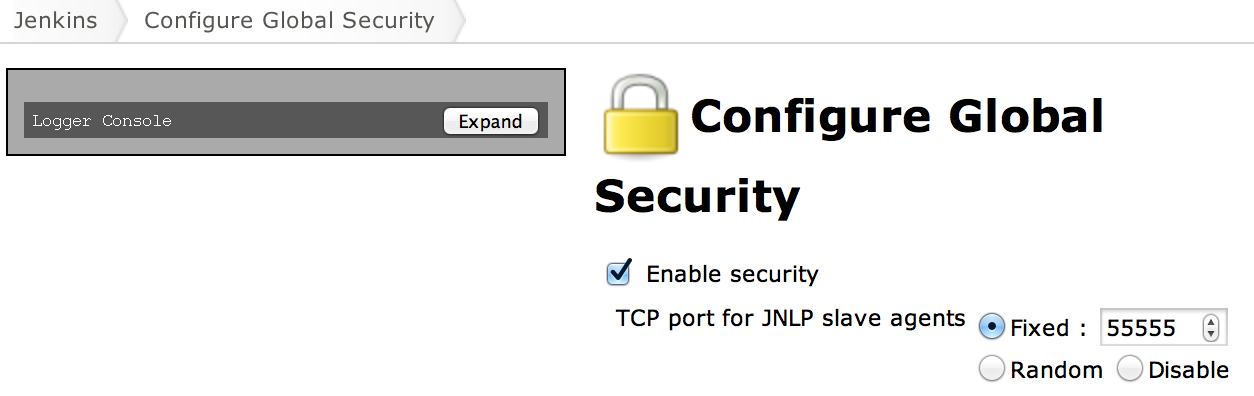 Jenkins Configure Global Security
Logger Console Expand
Configure Global
Security
Enable security
TCP port for JNLP slave agents Fixed : 55555
Random Disable